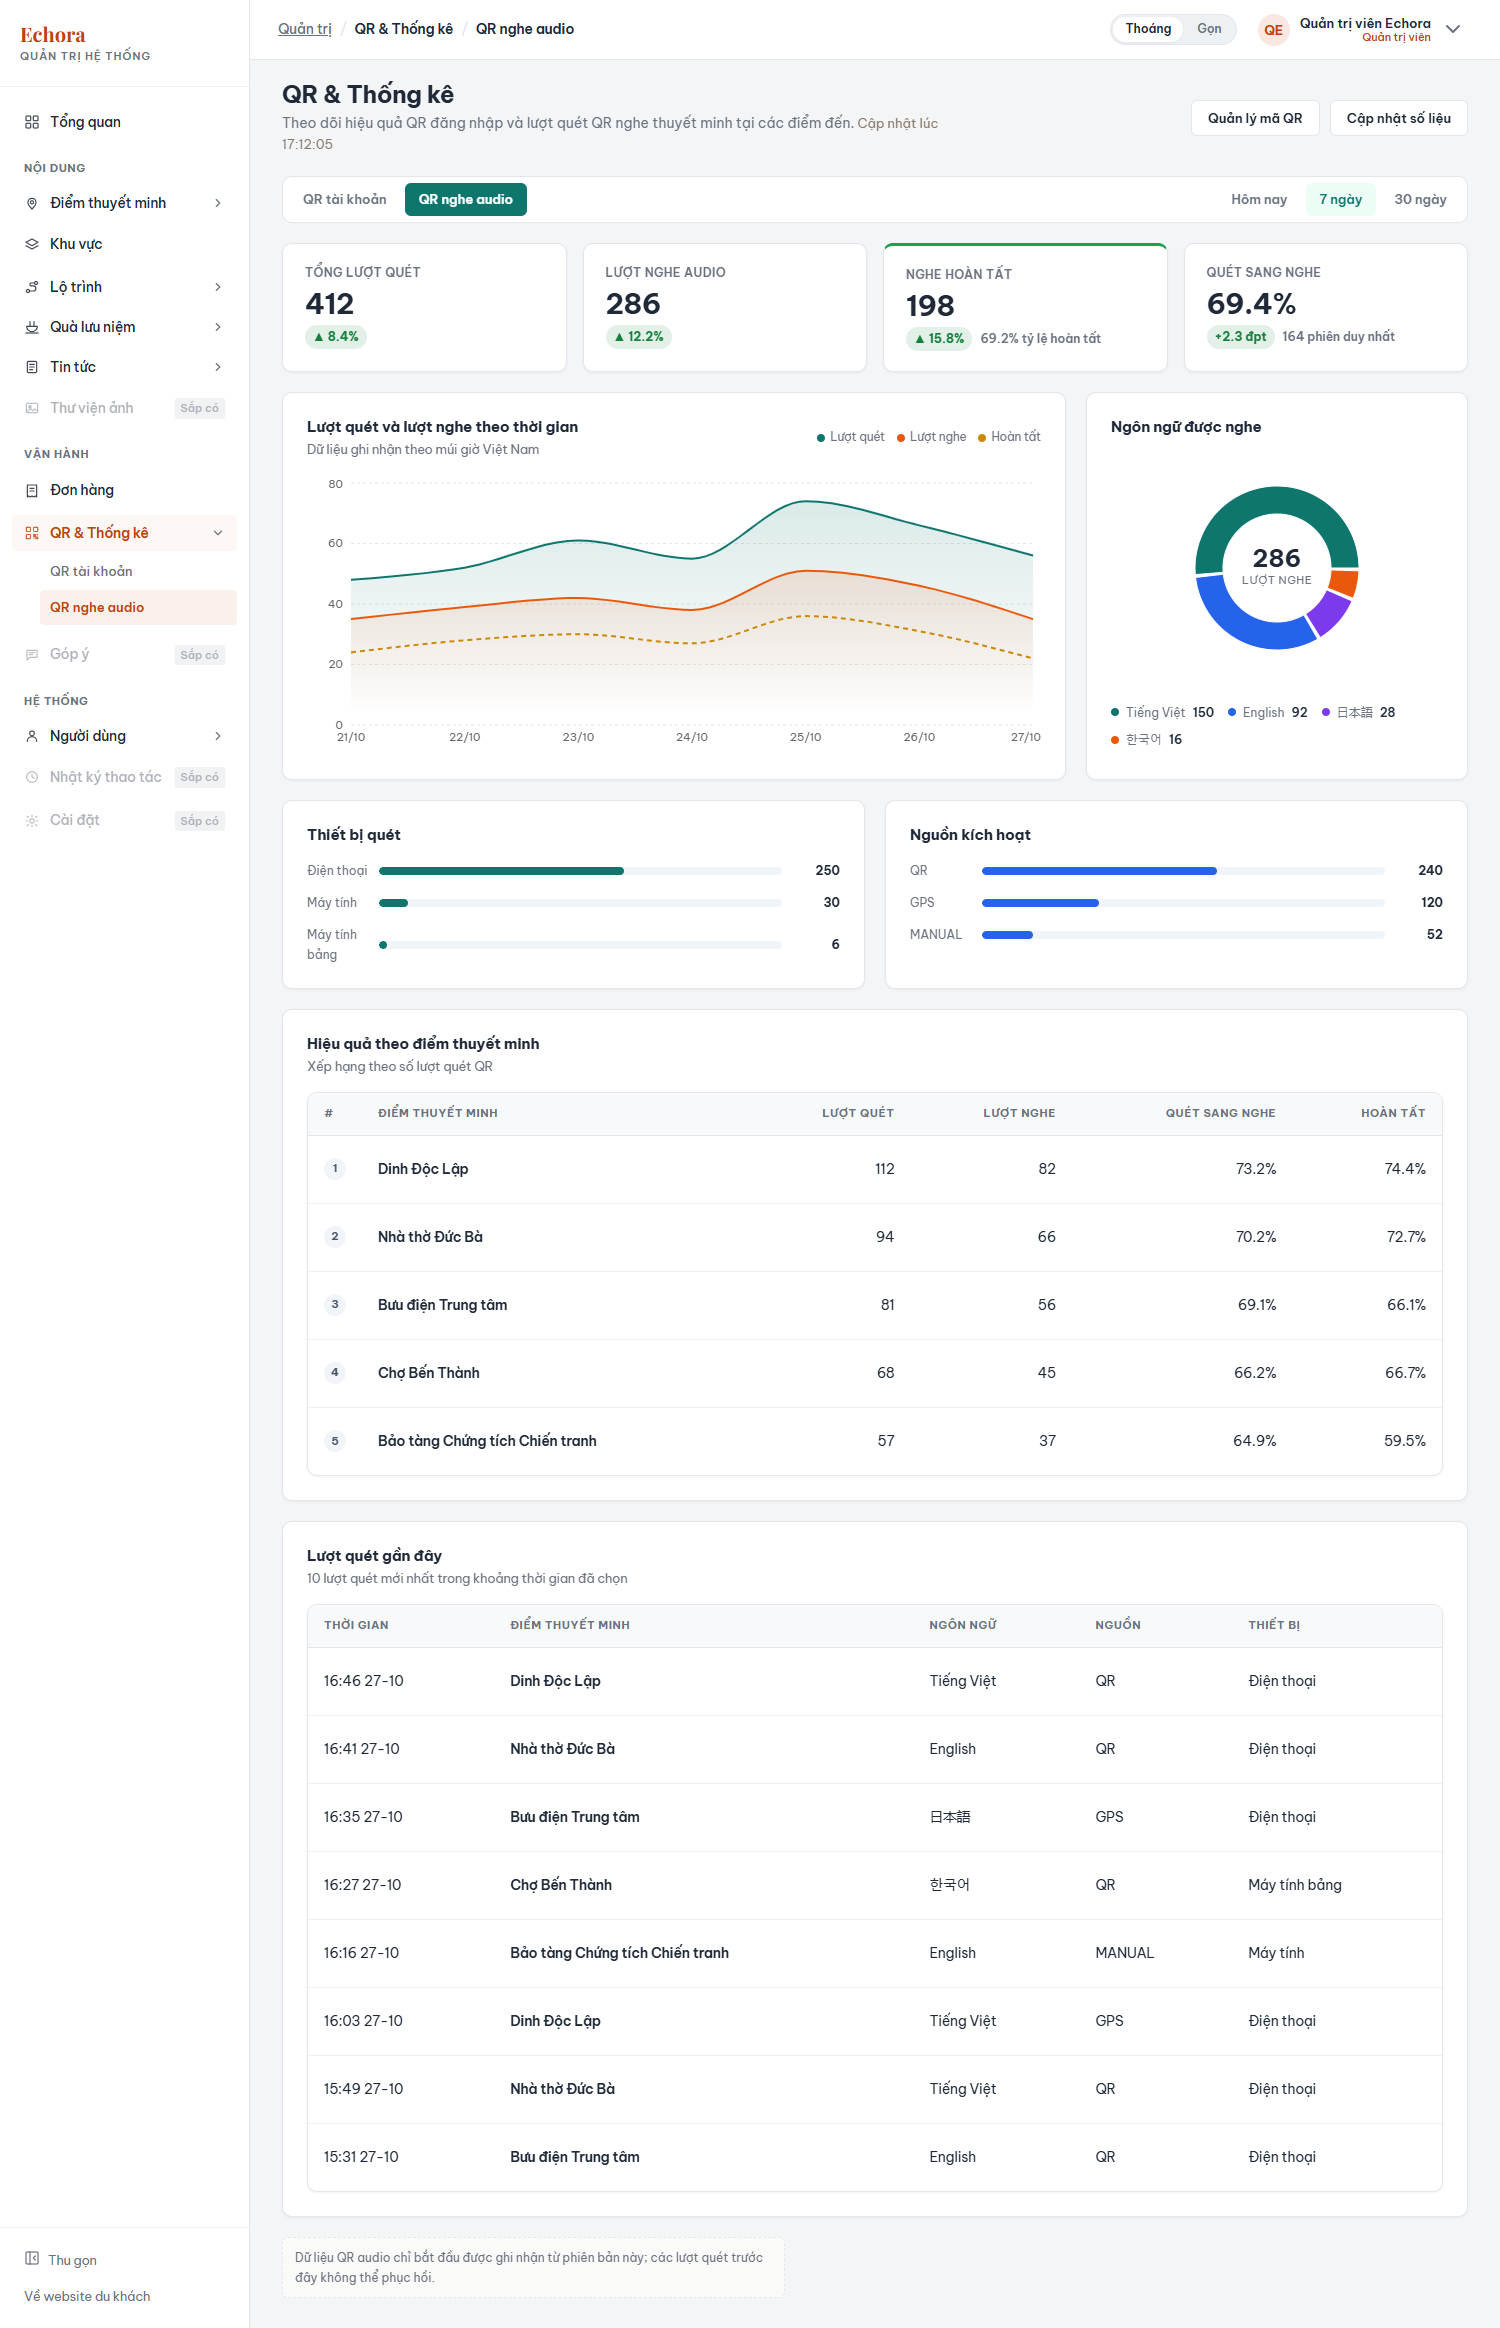 Echora
QUẢN TRỊ HỆ THỐNG
Tổng quan
NỘI DUNG
Điểm thuyết minh
Khu vực
Lộ trình
Quà lưu niệm
Tin tức
Thư viện ảnh
Sắp có
VẬN HÀNH
Đơn hàng
QR & Thống kê
QR tài khoản
QR nghe audio
Góp ý
Sắp có
HỆ THỐNG
Người dùng
Nhật ký thao tác
Sắp có
Cài đặt
Sắp có
Thu gọn
Về website du khách
Quản trị / QR & Thống kê / QR nghe audio
Thoáng
Gọn
QE
Quản trị viên Echora
Quản trị viên
QR & Thống kê
Theo dõi hiệu quả QR đăng nhập và lượt quét QR nghe thuyết minh tại các điểm đến. Cập nhật lúc
17:12:05
Quản lý mã QR
Cập nhật số liệu
QR tài khoản
QR nghe audio
Hôm nay
7 ngày
30 ngày
TỔNG LƯỢT QUÉT
412
▲ 8.4%
LƯỢT NGHE AUDIO
286
▲ 12.2%
NGHE HOÀN TẤT
198
▲ 15.8% 69.2% tỷ lệ hoàn tất
QUÉT SANG NGHE
69.4%
+2.3 đpt 164 phiên duy nhất
Lượt quét và lượt nghe theo thời gian
Dữ liệu ghi nhận theo múi giờ Việt Nam
Lượt quét
Lượt nghe
Hoàn tất
80
60
40
20
0
21/10 22/10 23/10 24/10 25/10 26/10 27/10
Ngôn ngữ được nghe
286
LƯỢT NGHE
Tiếng Việt 150 English 92 日本語 28
한국어 16
Thiết bị quét
Điện thoại 250
Máy tính 30
Máy tính
bảng
6
Nguồn kích hoạt
QR 240
GPS 120
MANUAL 52
Hiệu quả theo điểm thuyết minh
Xếp hạng theo số lượt quét QR
# ĐIỂM THUYẾT MINH LƯỢT QUÉT LƯỢT NGHE QUÉT SANG NGHE HOÀN TẤT
1 Dinh Độc Lập 112 82 73.2% 74.4%
2 Nhà thờ Đức Bà 94 66 70.2% 72.7%
3 Bưu điện Trung tâm 81 56 69.1% 66.1%
4 Chợ Bến Thành 68 45 66.2% 66.7%
5 Bảo tàng Chứng tích Chiến tranh 57 37 64.9% 59.5%
Lượt quét gần đây
10 lượt quét mới nhất trong khoảng thời gian đã chọn
THỜI GIAN ĐIỂM THUYẾT MINH NGÔN NGỮ NGUỒN THIẾT BỊ
16:46 27-10 Dinh Độc Lập Tiếng Việt QR Điện thoại
16:41 27-10 Nhà thờ Đức Bà English QR Điện thoại
16:35 27-10 Bưu điện Trung tâm 日本語 GPS Điện thoại
16:27 27-10 Chợ Bến Thành 한국어 QR Máy tính bảng
16:16 27-10 Bảo tàng Chứng tích Chiến tranh English MANUAL Máy tính
16:03 27-10 Dinh Độc Lập Tiếng Việt GPS Điện thoại
15:49 27-10 Nhà thờ Đức Bà Tiếng Việt QR Điện thoại
15:31 27-10 Bưu điện Trung tâm English QR Điện thoại
Dữ liệu QR audio chỉ bắt đầu được ghi nhận từ phiên bản này; các lượt quét trước
đây không thể phục hồi.